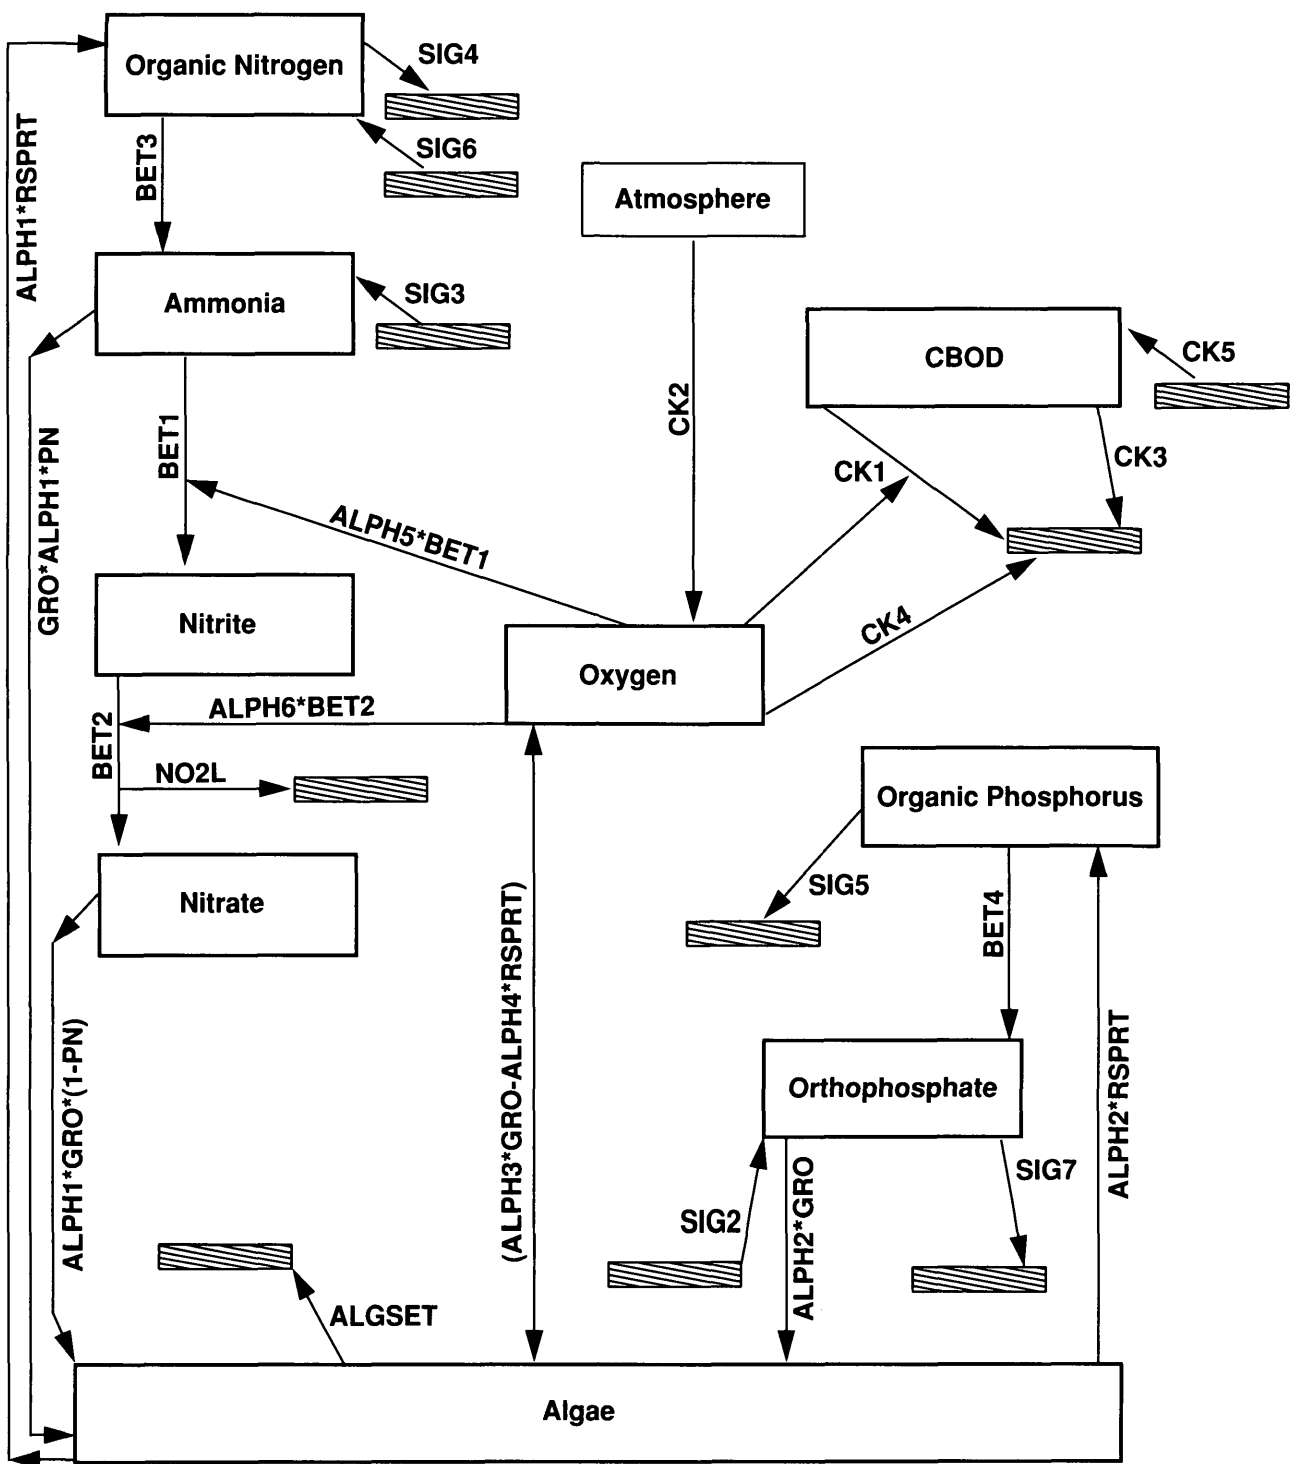 Organic Nitrogen
SIG4
ALPH1*RSPRT
BET3
SIG6
Atmosphere
Ammonia
SIG3
CBOD
CK5
CK2
BET1
CK3
CK1
GRO*ALPH1*PN
ALPH5*BET1
Nitrite
CK4
Oxygen
ALPH6*BET2
BET2
NO2L
Organic Phosphorus
SIG5
Nitrate
BET4
(ALPH3*GRO-ALPH4*RSPRT)
Orthophosphate
ALPH1*GRO*(1-PN)
ALPH2*RSPRT
SIG7
SIG2
ALPH2*GRO
ALGSET
Algae